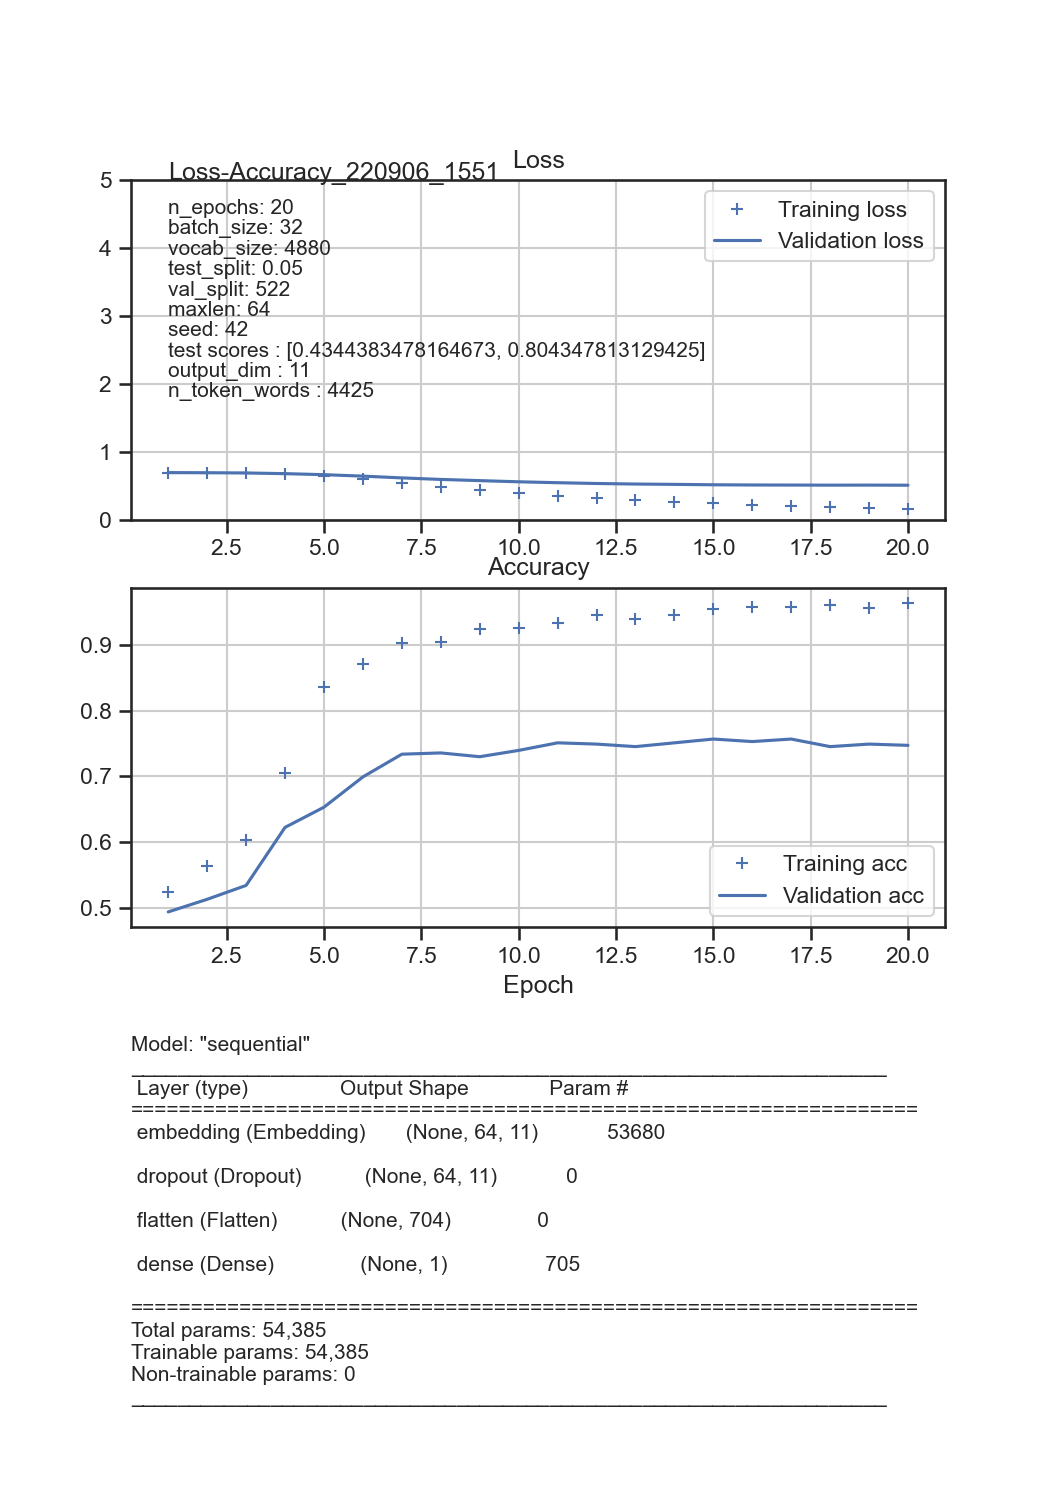 Loss
Loss-Accuracy_220906_1551
5
4
3
2
1
0
n_epochs: 20
batch_size: 32
vocab_size: 4880
test_split: 0.05
val_split: 522
maxlen: 64
seed: 42
test scores : [0.4344383478164673, 0.804347813129425]
output_dim : 11
n_token_words : 4425
Training loss
Validation loss
2.5 5.0 7.5 10.0 12.5 15.0 17.5 20.0
Accuracy
0.9
0.8
0.7
0.6
0.5
Training acc
Validation acc
2.5 5.0 7.5 10.0 12.5 15.0 17.5 20.0
Epoch
Model: "sequential"
_________________________________________________________________
Layer (type) Output Shape Param #
=================================================================
embedding (Embedding) (None, 64, 11) 53680
dropout (Dropout) (None, 64, 11) 0
flatten (Flatten) (None, 704) 0
dense (Dense) (None, 1) 705
=================================================================
Total params: 54,385
Trainable params: 54,385
Non-trainable params: 0
_________________________________________________________________